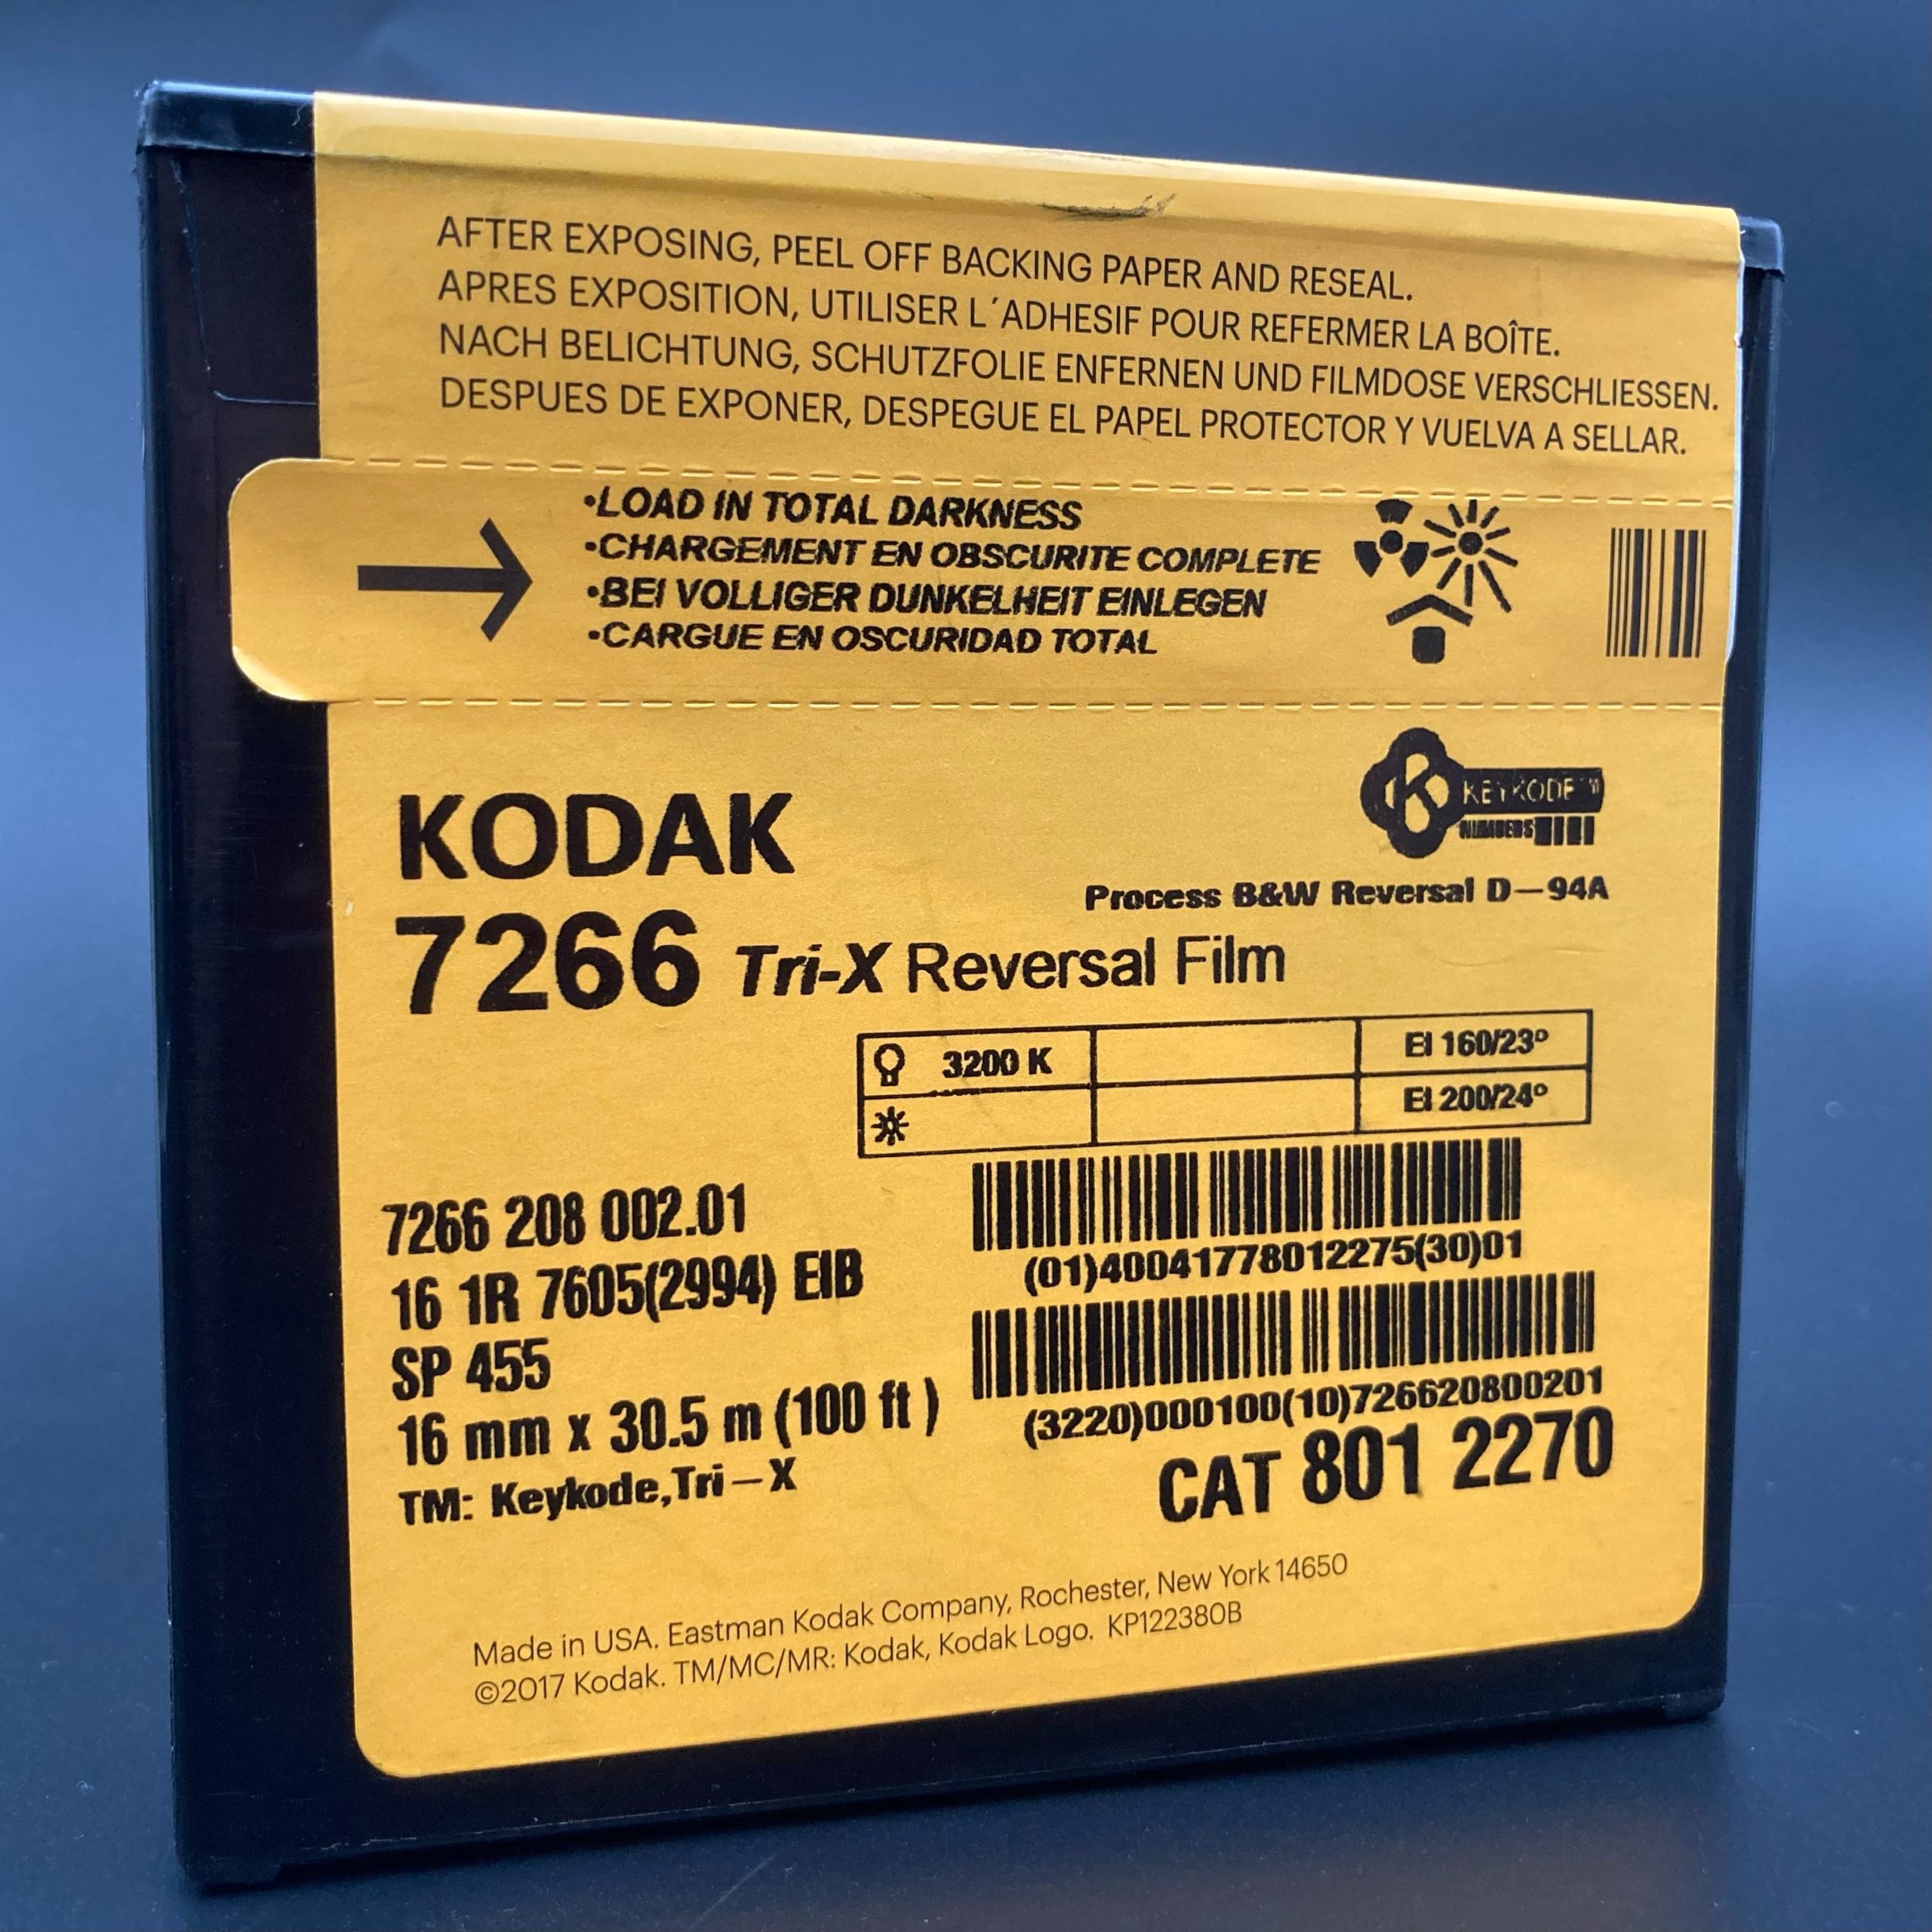 AFTER EXPOSING, PEEL OFF BACKING PAPER AND RESEAL.
APRES EXPOSITION, UTILISER L´ADHESIF POUR REFERMER LA BOÎTE.
NACH BELICHTUNG, SCHUTZFOLIE ENFERNEN UND FILMDOSE VERSCHLIESSEN.
DESPUES DE EXPONER, DESPEGUE EL PAPEL PROTECTOR Y VUELVA A SELLAR.
•LOAD IN TOTAL DARKNESS
•CHARGEMENT EN OBSCURITE COMPLETE
•BEI VOLLIGER DUNKELHEIT EINLEGEN
•CARGUE EN OSCURIDAD TOTAL
K KEYKODE™
NUMBERS
KODAK
Process B&W Reversal D—94A
7266 Tri-X Reversal Film
3200 K EI 160/23º
EI 200/24º
7266 208 002.01
16 1R 7605(2994) EIB
SP 455
16 mm x 30.5 m (100 ft )
TM: Keykode,Tri—X
(01)40041778012275(30)01
(3220)000100(10)726620800201
CAT 801 2270
Made in USA. Eastman Kodak Company, Rochester, New York 14650
©2017 Kodak. TM/MC/MR: Kodak, Kodak Logo. KP122380B